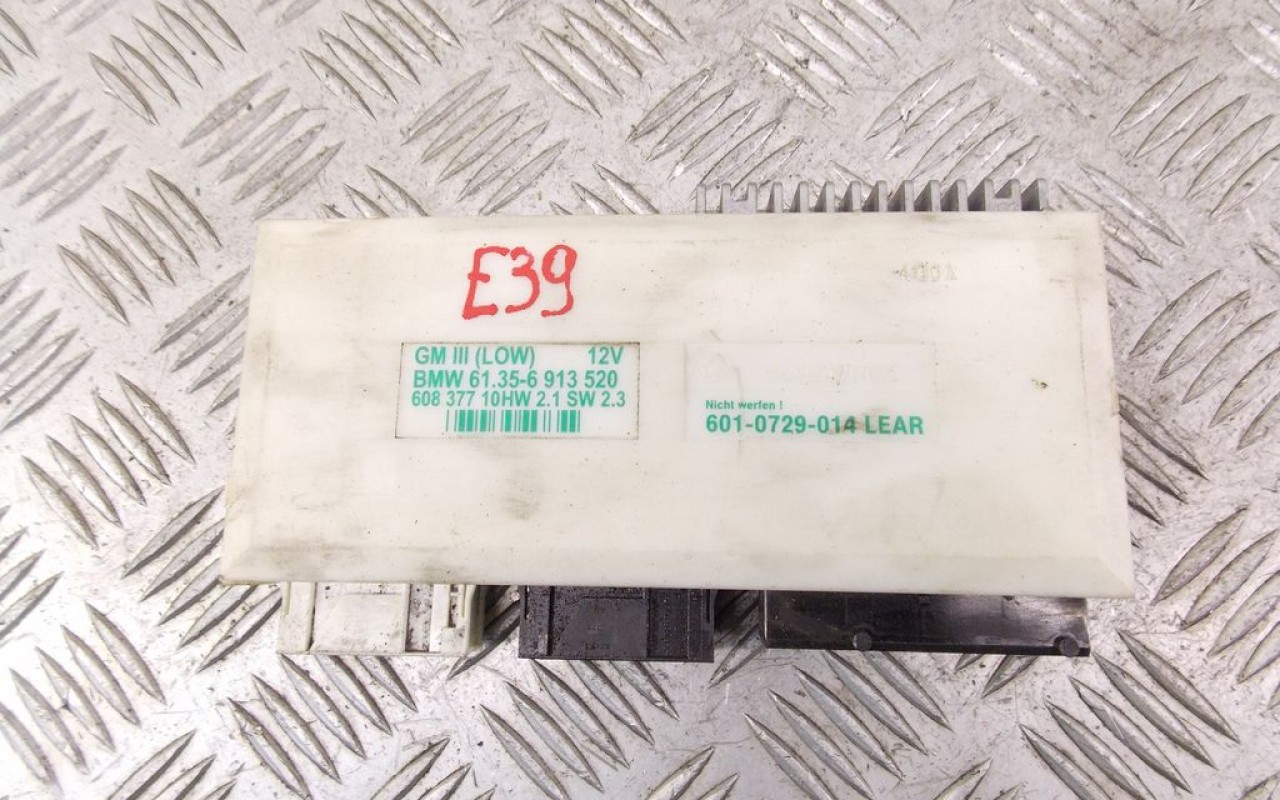 E39
GM III (LOW) 12V
BMW 61.35-6 913 520
608 377 10HW 2.1 SW 2.3
Nicht werfen !
601-0729-014 LEAR